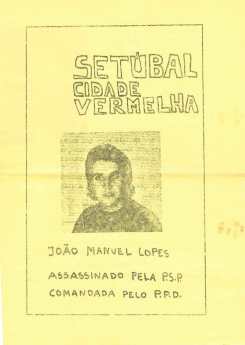 SETÚBAL
CIDADE
VERMELHA
JOÃO MANUEL LOPES
ASSASSINADO PELA P.S.P.
COMANDADA PELO P.P.D.